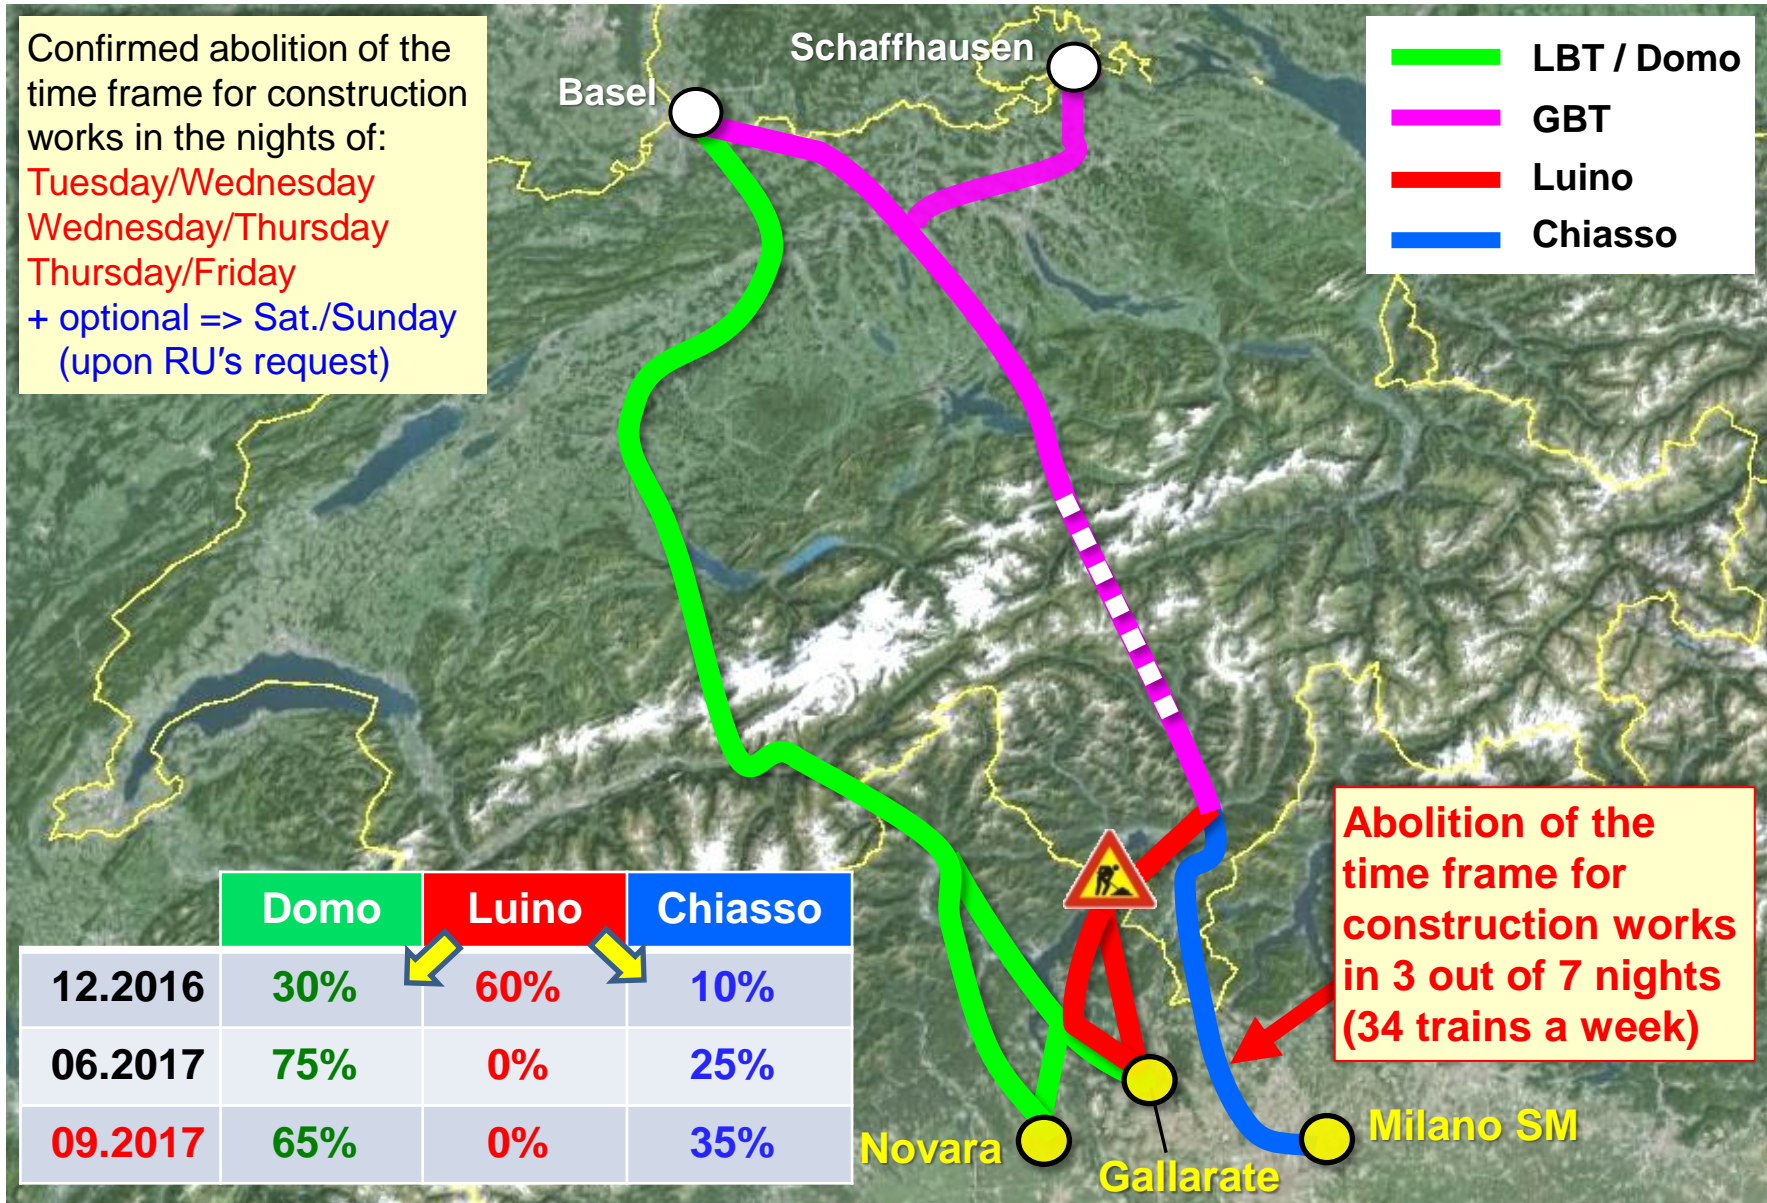 Confirmed abolition of the
time frame for construction
works in the nights of:
Tuesday/Wednesday
Wednesday/Thursday
Thursday/Friday
+ optional => Sat./Sunday
(upon RU's request)
Basel
Schaffhausen
LBT / Domo
GBT
Luino
Chiasso
Abolition of the
time frame for
construction works
in 3 out of 7 nights
(34 trains a week)
Domo Luino Chiasso
12.2016 30% 60% 10%
06.2017 75% 0% 25%
09.2017 65% 0% 35%
Novara
Gallarate
Milano SM